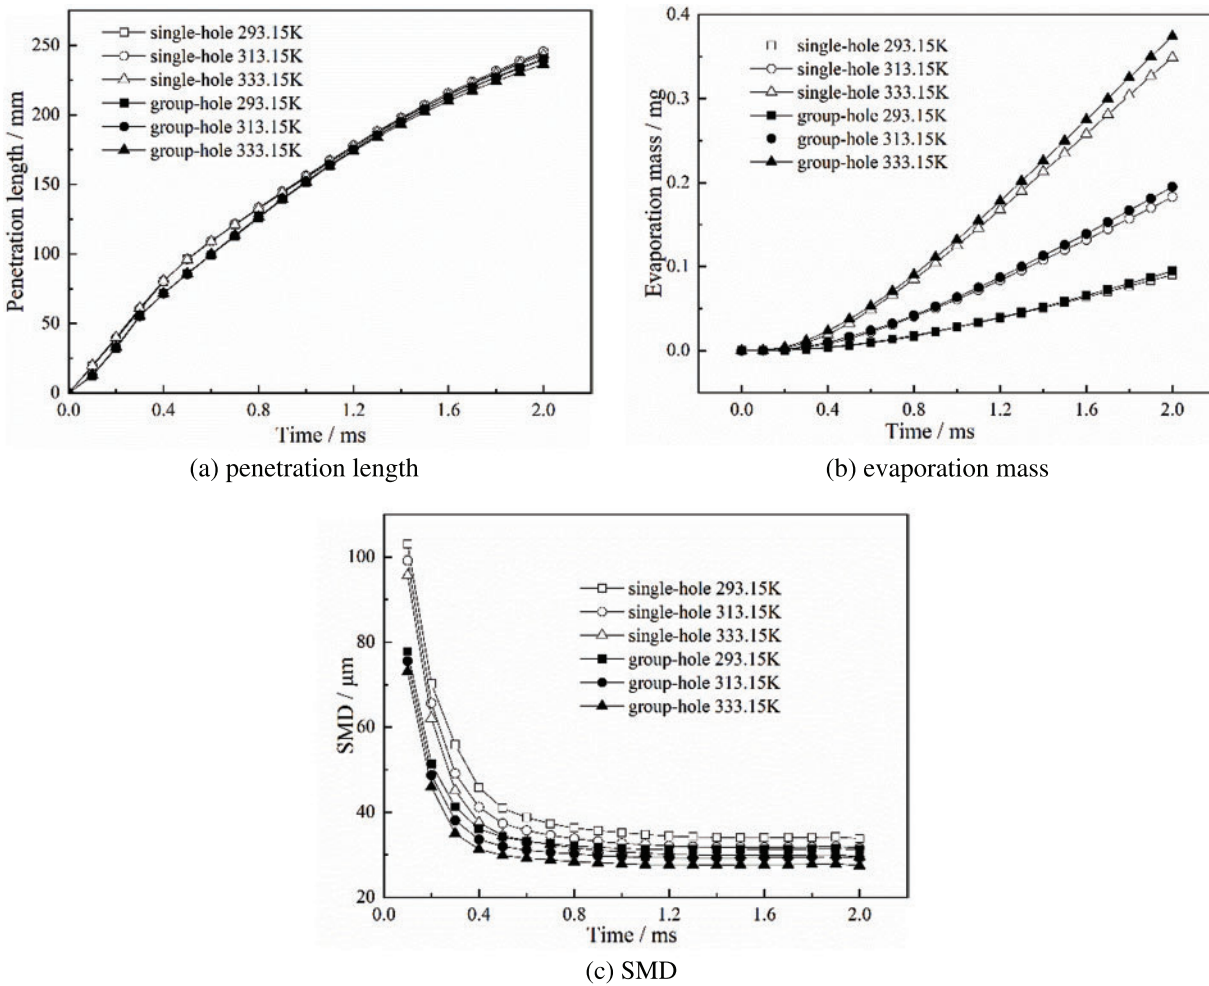 single-hole 293.15K
single-hole 313.15K
single-hole 333.15K
group-hole 293.15K
group-hole 313.15K
group-hole 333.15K
Penetration length / mm
250
200
150
100
50
0
0.0 0.4 0.8 1.2 1.6 2.0
Time / ms
(a) penetration length
single-hole 293.15K
single-hole 313.15K
single-hole 333.15K
group-hole 293.15K
group-hole 313.15K
group-hole 333.15K
Evaporation mass / mg
0.4
0.3
0.2
0.1
0.0
0.0 0.4 0.8 1.2 1.6 2.0
Time / ms
(b) evaporation mass
single-hole 293.15K
single-hole 313.15K
single-hole 333.15K
group-hole 293.15K
group-hole 313.15K
group-hole 333.15K
SMD / μm
100
80
60
40
20
0.0 0.4 0.8 1.2 1.6 2.0
Time / ms
(c) SMD